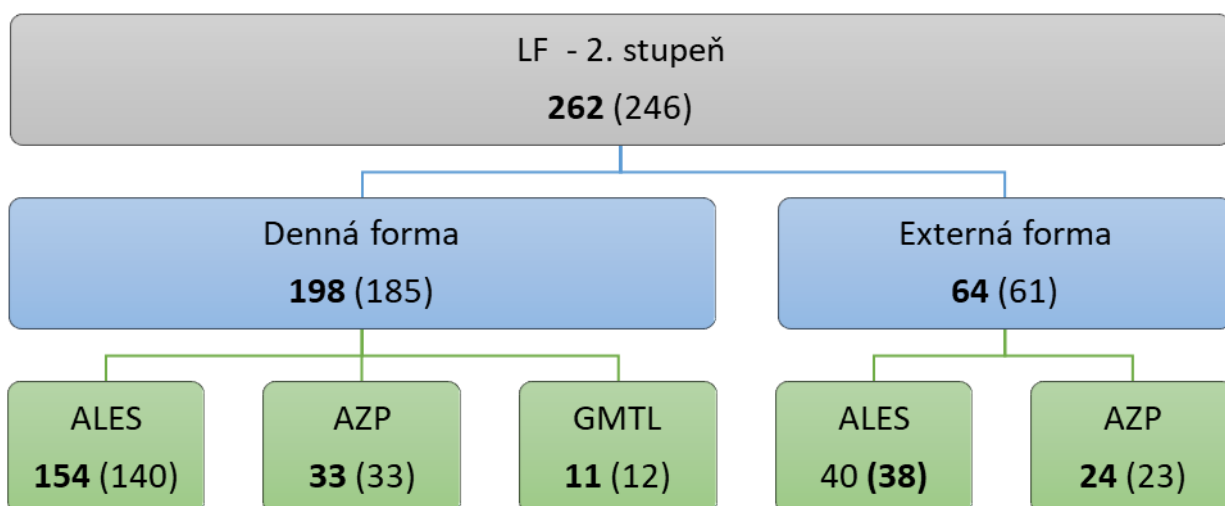 LF - 2. stupeň
262 (246)
Denná forma
198 (185)
Externá forma
64 (61)
ALES
154 (140)
AZP
33 (33)
GMTL
11 (12)
ALES
40 (38)
AZP
24 (23)